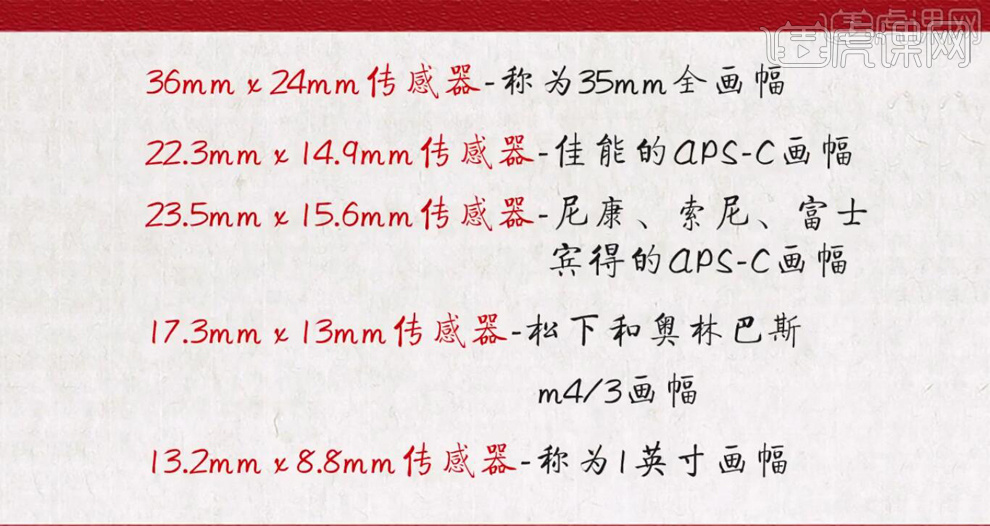 虎课网
36mm x 24mm传感器-称为35mm全画幅
22.3mm x 14.9mm传感器-佳能的APS-C画幅
23.5mm x 15.6mm传感器-尼康、索尼、富士
宾得的APS-C画幅
17.3mm x 13mm传感器-松下和奥林巴斯
m4/3画幅
13.2mm x 8.8mm传感器-称为1英寸画幅